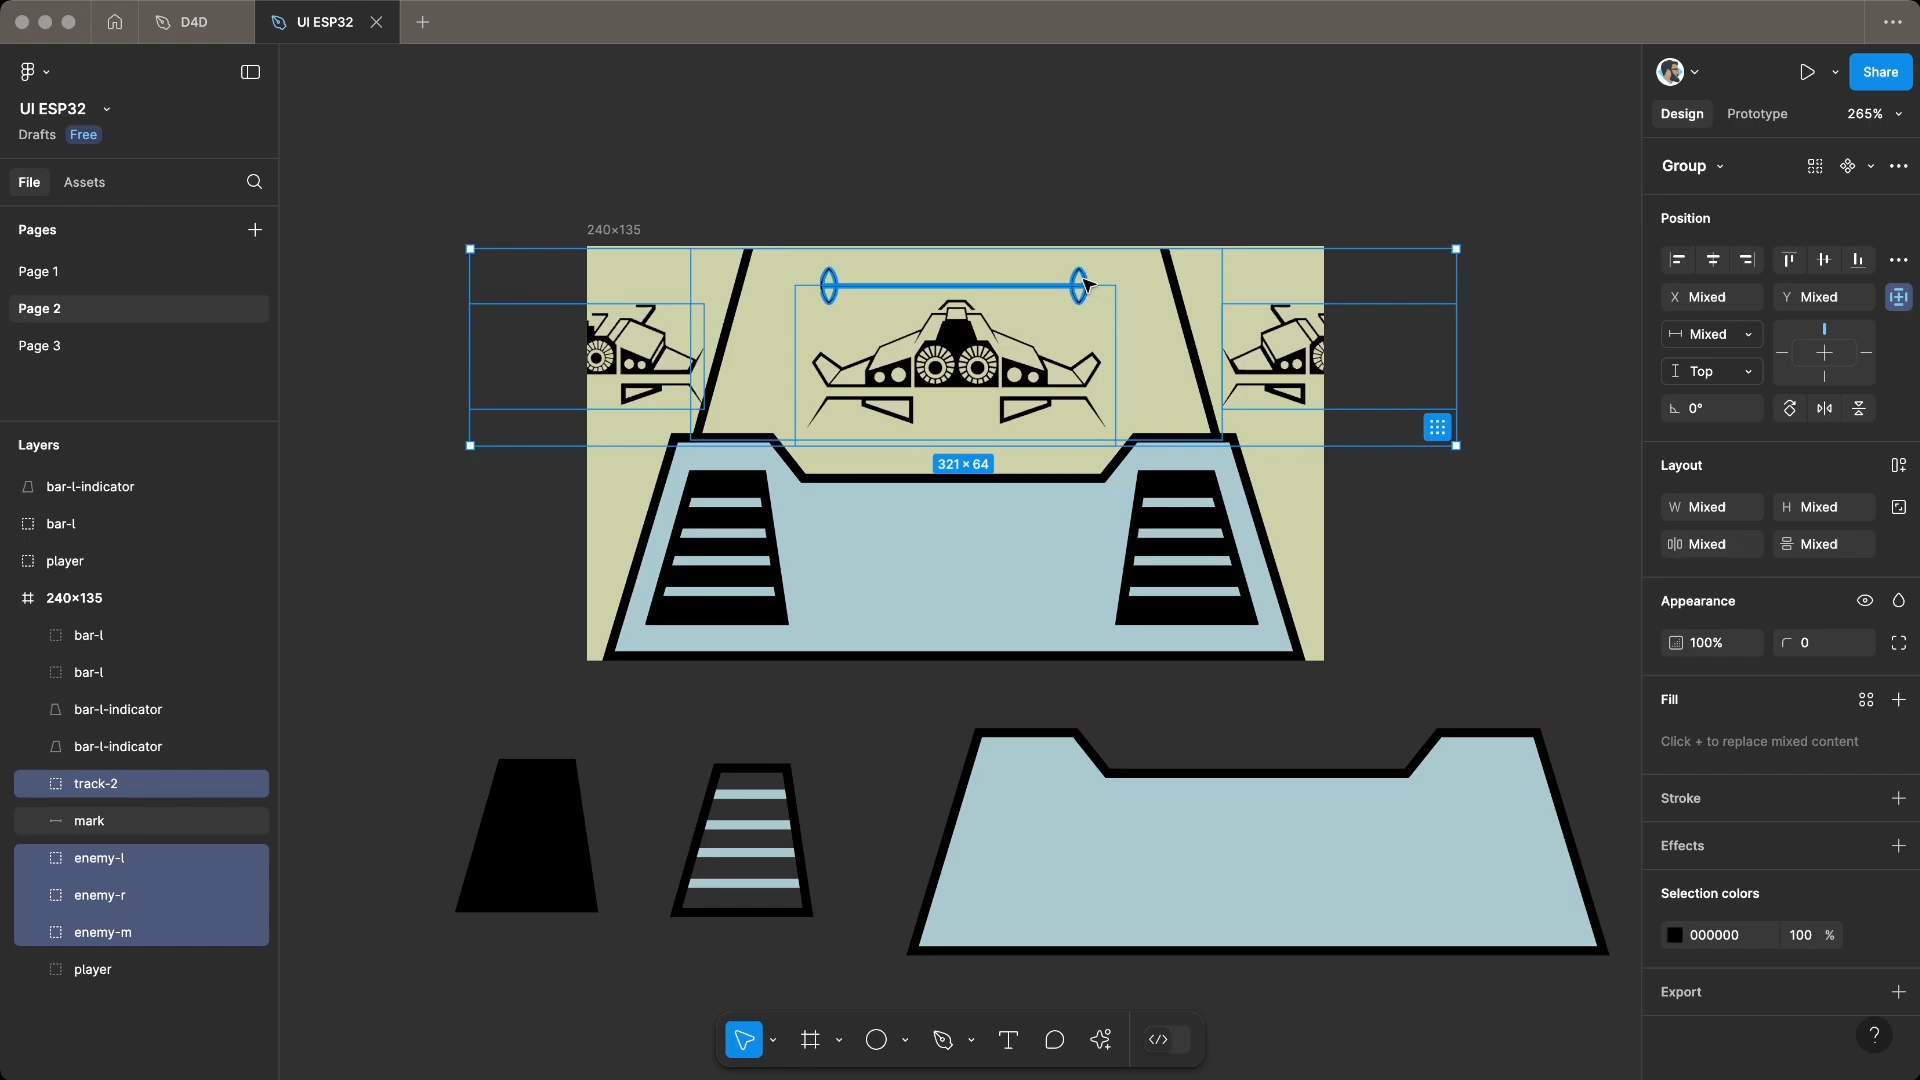 D4D
UI ESP32
UI ESP32
Drafts Free
File Assets
Pages
Page 1
Page 2
Page 3
Layers
bar-l-indicator
bar-l
player
240×135
bar-l
bar-l
bar-l-indicator
bar-l-indicator
track-2
mark
enemy-l
enemy-r
enemy-m
player
240×135
321 × 64
Share
Design Prototype 265%
Group
Position
X Mixed Y Mixed
Mixed
Top
0°
Layout
W Mixed H Mixed
Mixed Mixed
Appearance
100% 0
Fill
Click + to replace mixed content
Stroke
Effects
Selection colors
000000 100 %
Export
?